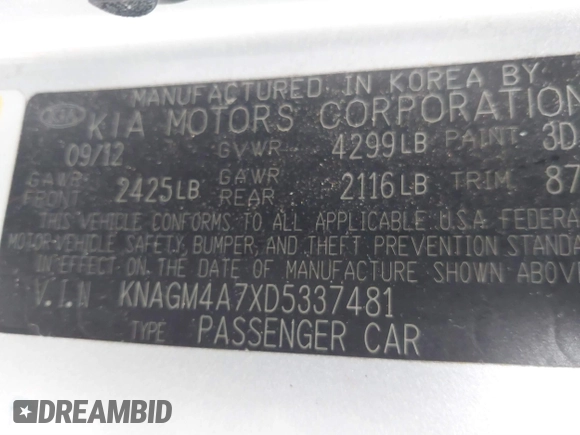 MANUFACTURED IN KOREA BY
KIA KIA MOTORS CORPORATION
09/12 GVWR 4299LB PAINT 3D
GAWR FRONT 2425LB GAWR REAR 2116LB TRIM 87
THIS VEHICLE CONFORMS TO ALL APPLICABLE U.S.A. FEDERA
MOTOR VEHICLE SAFETY, BUMPER, AND THEFT PREVENTION STANDA
IN EFFECT ON THE DATE OF MANUFACTURE SHOWN ABOVE
V.I.N KNAGM4A7XD5337481
TYPE PASSENGER CAR
DREAMBID